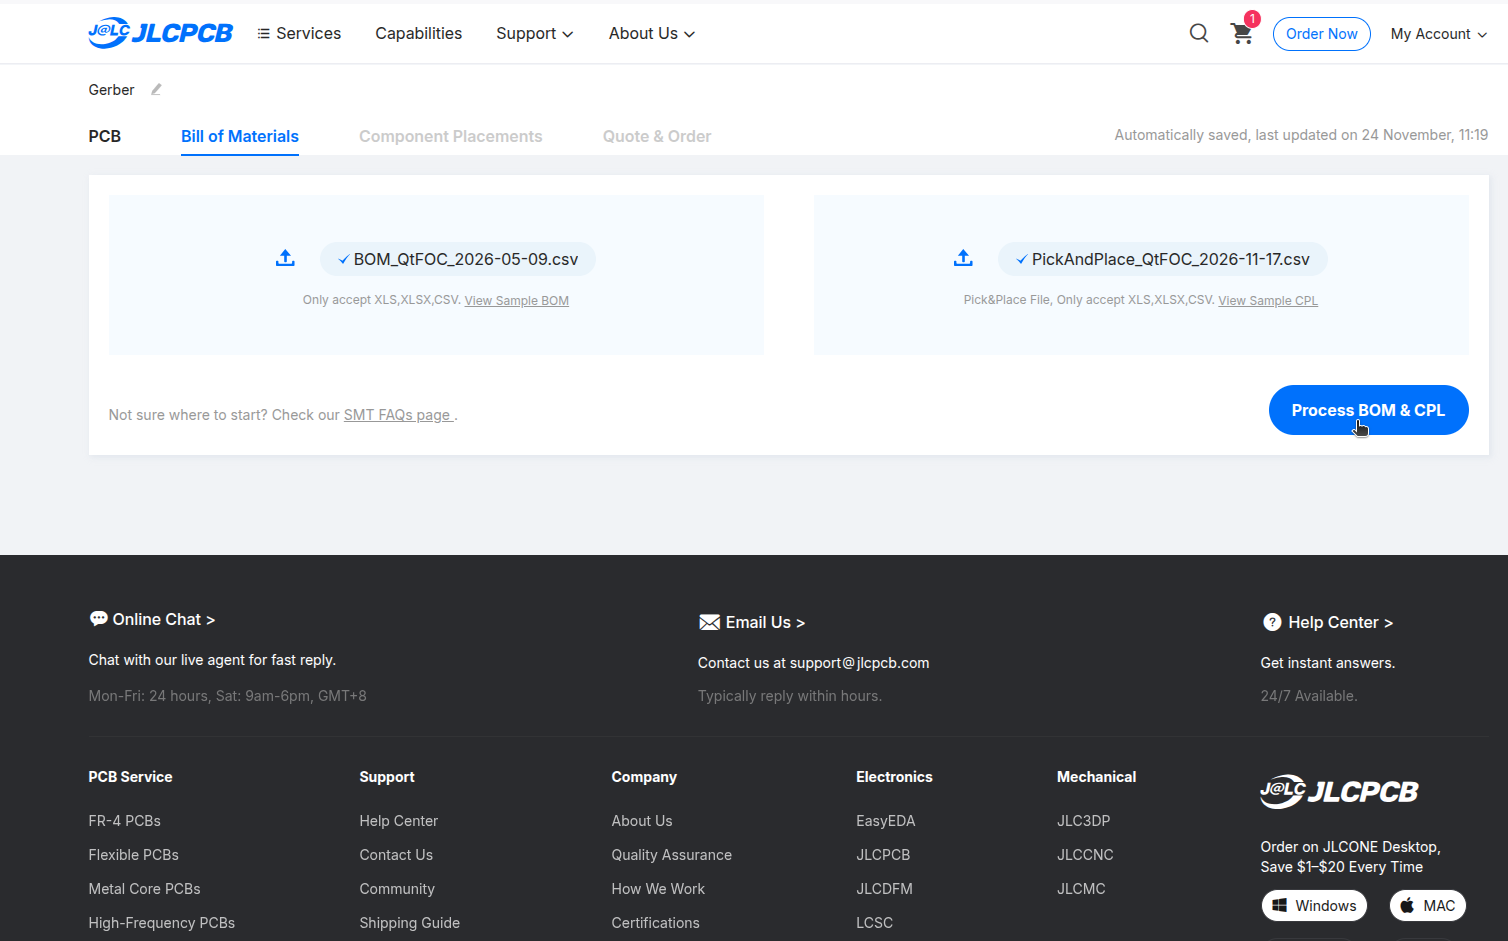 J@LC JLCPCB Services Capabilities Support About Us 1 Order Now My Account
Gerber
PCB Bill of Materials Component Placements Quote & Order Automatically saved, last updated on 24 November, 11:19
BOM_QtFOC_2026-05-09.csv
Only accept XLS,XLSX,CSV. View Sample BOM
PickAndPlace_QtFOC_2026-11-17.csv
Pick&Place File, Only accept XLS,XLSX,CSV. View Sample CPL
Not sure where to start? Check our SMT FAQs page .
Process BOM & CPL
Online Chat >
Chat with our live agent for fast reply.
Mon-Fri: 24 hours, Sat: 9am-6pm, GMT+8
Email Us >
Contact us at support@jlcpcb.com
Typically reply within hours.
Help Center >
Get instant answers.
24/7 Available.
PCB Service
FR-4 PCBs
Flexible PCBs
Metal Core PCBs
High-Frequency PCBs
Support
Help Center
Contact Us
Community
Shipping Guide
Company
About Us
Quality Assurance
How We Work
Certifications
Electronics
EasyEDA
JLCPCB
JLCDFM
LCSC
Mechanical
JLC3DP
JLCCNC
JLCMC
J@LC JLCPCB
Order on JLCONE Desktop,
Save $1–$20 Every Time
Windows MAC